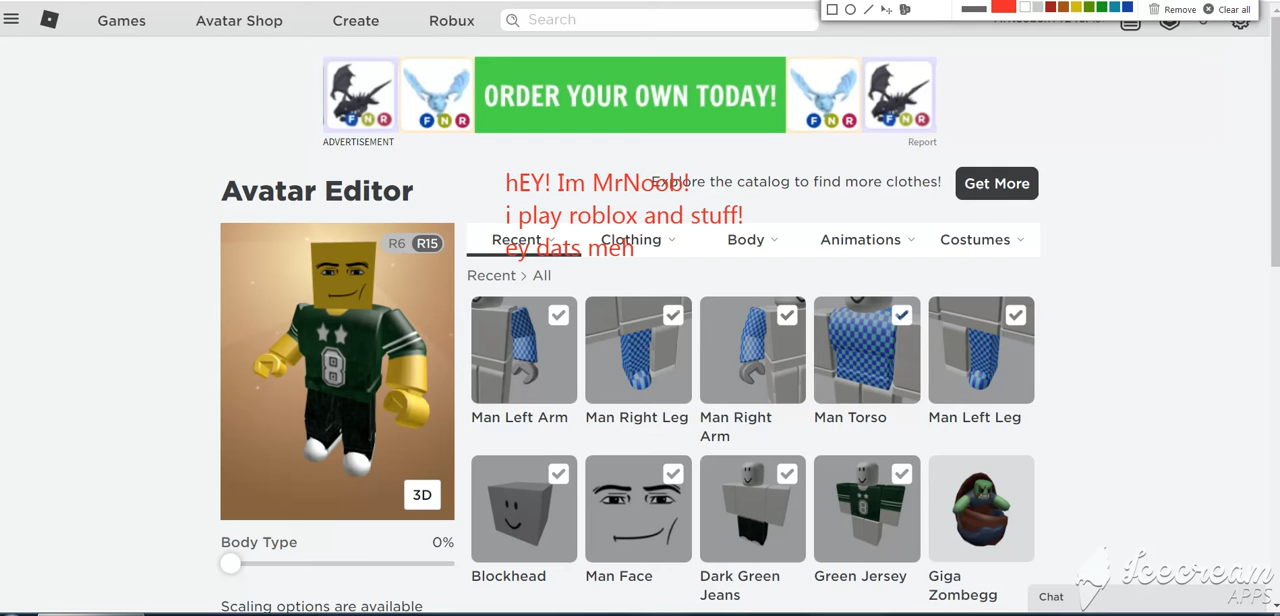 Games Avatar Shop Create Robux Search
Remove Clear all
F N R F N R ORDER YOUR OWN TODAY! F N R F N R
ADVERTISEMENT Report
Avatar Editor
hEY! Im MrNoob!
Explore the catalog to find more clothes! Get More
i play roblox and stuff!
R6 R15
Recent Clothing Body Animations Costumes
ey dats meh
Recent > All
8
Man Left Arm Man Right Leg Man Right Arm Man Torso Man Left Leg
3D
8
Body Type 0%
Blockhead Man Face Dark Green Jeans Green Jersey Giga Zombegg
Scaling options are available
Chat
Icecream
APPS